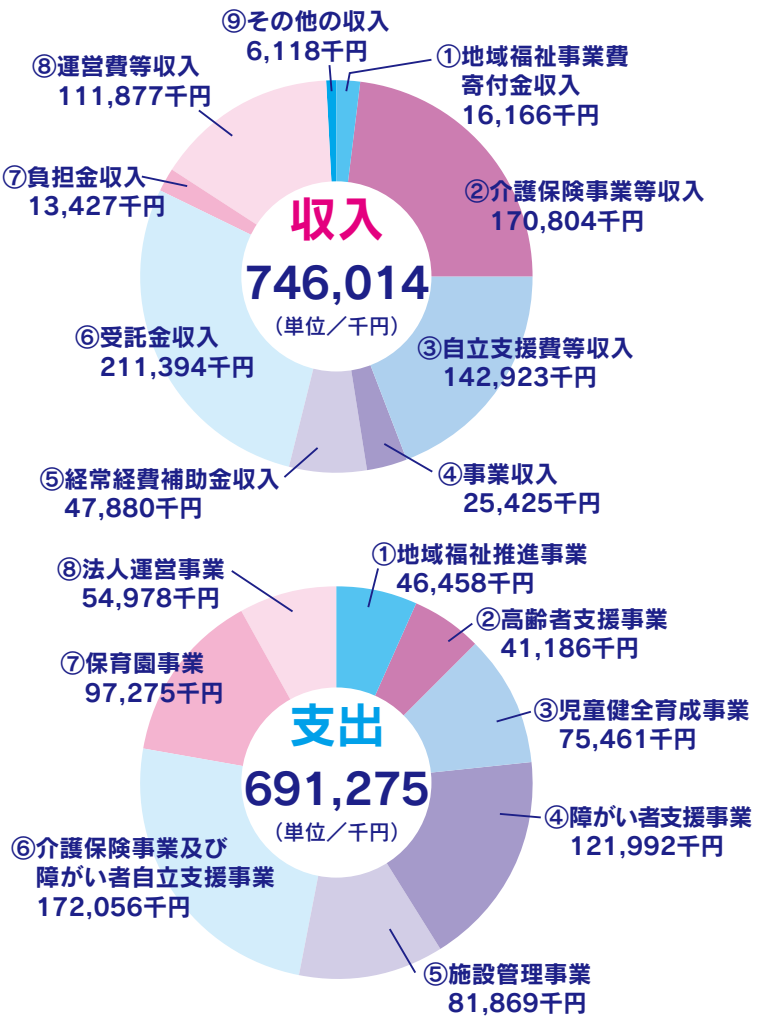 ⑨その他の収入
6,118千円
①地域福祉事業費
寄付金収入
16,166千円
⑧運営費等収入
111,877千円
⑦負担金収入
13,427千円
②介護保険事業等収入
170,804千円
収入
746,014
（単位／千円）
⑥受託金収入
211,394千円
③自立支援費等収入
142,923千円
⑤経常経費補助金収入
47,880千円
④事業収入
25,425千円
①地域福祉推進事業
46,458千円
⑧法人運営事業
54,978千円
②高齢者支援事業
41,186千円
⑦保育園事業
97,275千円
③児童健全育成事業
75,461千円
支出
691,275
（単位／千円）
④障がい者支援事業
121,992千円
⑥介護保険事業及び
障がい者自立支援事業
172,056千円
⑤施設管理事業
81,869千円